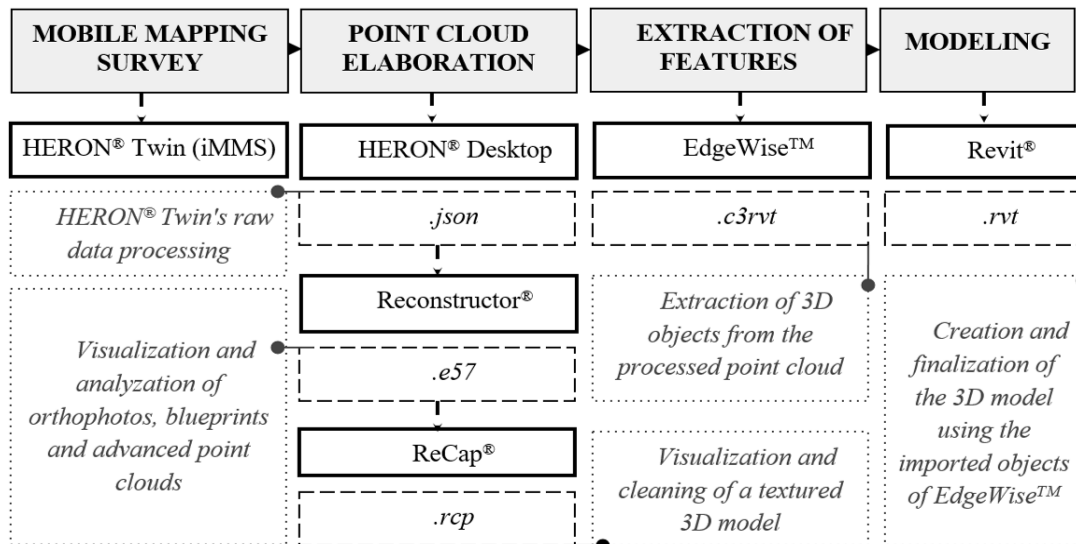 MOBILE MAPPING
SURVEY
POINT CLOUD
ELABORATION
EXTRACTION OF
FEATURES
MODELING
HERON® Twin (iMMS)
HERON® Desktop
EdgeWise™
Revit®
HERON® Twin's raw
data processing
.json
.c3rvt
.rvt
Reconstructor®
Visualization and
analyzation of
orthophotos, blueprints
and advanced point
clouds
.e57
ReCap®
.rcp
Extraction of 3D
objects from the
processed point cloud
Visualization and
cleaning of a textured
3D model
Creation and
finalization of
the 3D model
using the
imported objects
of EdgeWise™